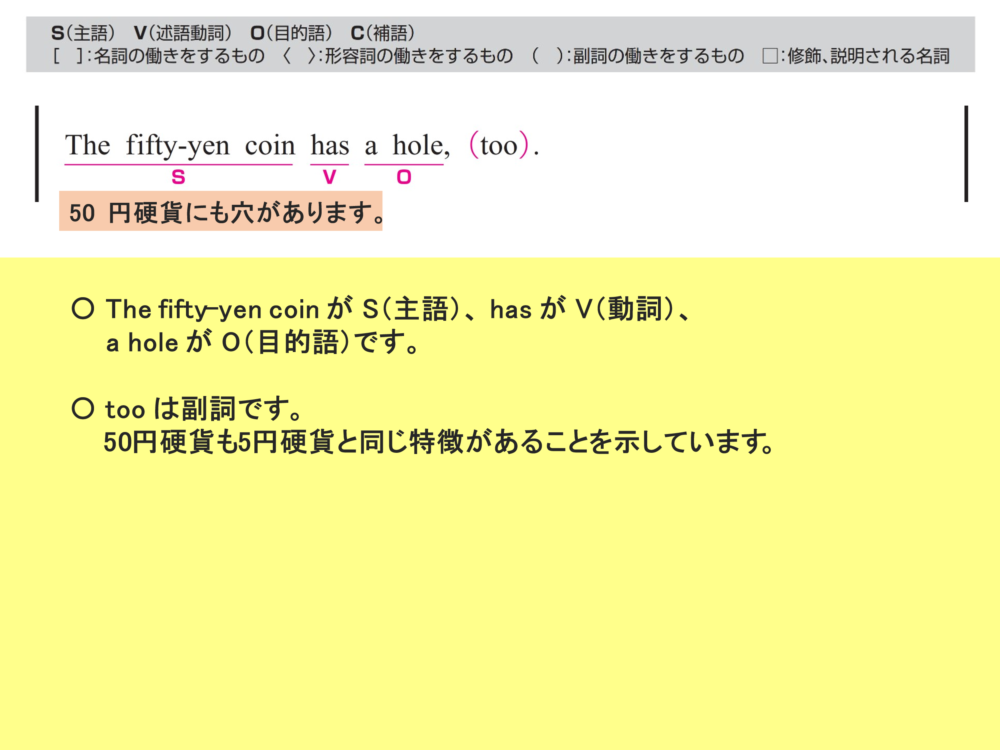 S(主語) V(述語動詞) O(目的語) C(補語)
[ ]:名詞の働きをするもの 〈 〉:形容詞の働きをするもの ( ):副詞の働きをするもの □:修飾、説明される名詞
The fifty-yen coin has a hole, (too).
S V O
50 円硬貨にも穴があります。
○ The fifty-yen coin が S(主語)、has が V(動詞)、
a hole が O(目的語)です。
○ too は副詞です。
50円硬貨も5円硬貨と同じ特徴があることを示しています。